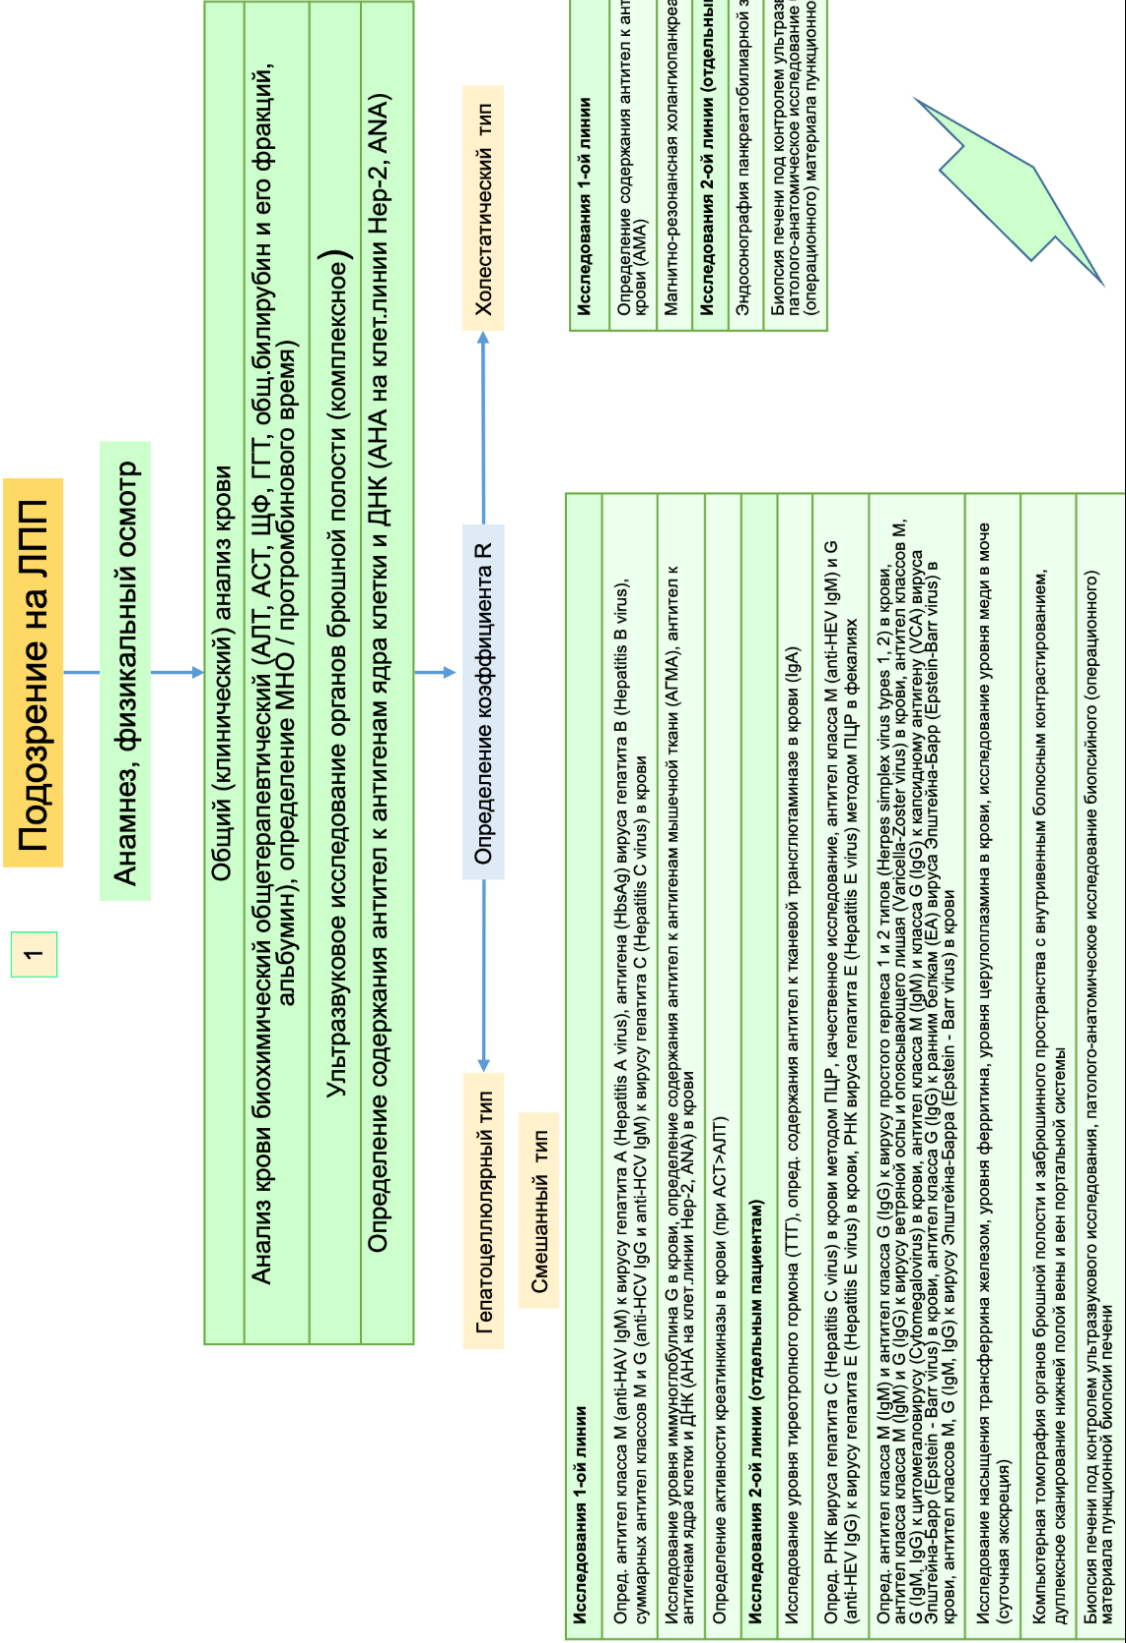 1
Подозрение на ЛПП
Анамнез, физикальный осмотр
Общий (клинический) анализ крови
Анализ крови биохимический общетерапевтический (АЛТ, АСТ, ЩФ, ГГТ, общ.билирубин и его фракций,
альбумин), определение МНО / протромбинового время)
Ультразвуковое исследование органов брюшной полости (комплексное)
Определение содержания антител к антигенам ядра клетки и ДНК (АНА на клет.линии Hep-2, ANA)
Гепатоцеллюлярный тип
Определение коэффициента R
Холестатический тип
Смешанный тип
Исследования 1-ой линии
Опред. антител класса M (anti-HAV IgM) к вирусу гепатита A (Hepatitis A virus), антигена (HbsAg) вируса гепатита B (Hepatitis B virus),
суммарных антител классов M и G (anti-HCV IgG и anti-HCV IgM) к вирусу гепатита C (Hepatitis C virus) в крови
Исследование уровня иммуноглобулина G в крови, определение содержания антител к антигенам мышечной ткани (АГМА), антител к
антигенам ядра клетки и ДНК (АНА на клет.линии Hep-2, ANA) в крови
Определение активности креатинкиназы в крови (при АСТ>АЛТ)
Исследования 2-ой линии (отдельным пациентам)
Исследование уровня тиреотропного гормона (ТТГ), опред. содержания антител к тканевой трансглютаминазе в крови (IgA)
Опред. РНК вируса гепатита C (Hepatitis C virus) в крови методом ПЦР, качественное исследование, антител класса M (anti-HEV IgM) и G
(anti-HEV IgG) к вирусу гепатита E (Hepatitis E virus) в крови, РНК вируса гепатита E (Hepatitis E virus) методом ПЦР в фекалиях
Опред. антител класса M (IgM) и антител класса G (IgG) к вирусу простого герпеса 1 и 2 типов (Herpes simplex virus types 1, 2) в крови,
антител класса M (IgM) и G (IgG) к вирусу ветряной оспы и опоясывающего лишая (Varicella-Zoster virus) в крови, антител классов M,
G (IgM, IgG) к цитомегаловирусу (Cytomegalovirus) в крови, антител класса M (IgM) и класса G (IgG) к капсидному антигену (VCA) вируса
Эпштейна-Барр (Epstein - Barr virus) в крови, антител класса G (IgG) к ранним белкам (EA) вируса Эпштейна-Барр (Epstein-Barr virus) в
крови, антител классов M, G (IgM, IgG) к вирусу Эпштейна-Барра (Epstein - Barr virus) в крови
Исследование насыщения трансферрина железом, уровня ферритина, уровня церулоплазмина в крови, исследование уровня меди в моче
(суточная экскреция)
Компьютерная томография органов брюшной полости и забрюшинного пространства с внутривенным болюсным контрастированием,
дуплексное сканирование нижней полой вены и вен портальной системы
Биопсия печени под контролем ультразвукового исследования, патолого-анатомическое исследование биопсийного (операционного)
материала пункционной биопсии печени
Исследования 1-ой линии
Определение содержания антител к ант
крови (АМА)
Магнитно-резонансная холангиопанкреа
Исследования 2-ой линии (отдельны
Эндосонография панкреатобилиарной з
Биопсия печени под контролем ультразв
патолого-анатомическое исследование
(операционного) материала пункционно